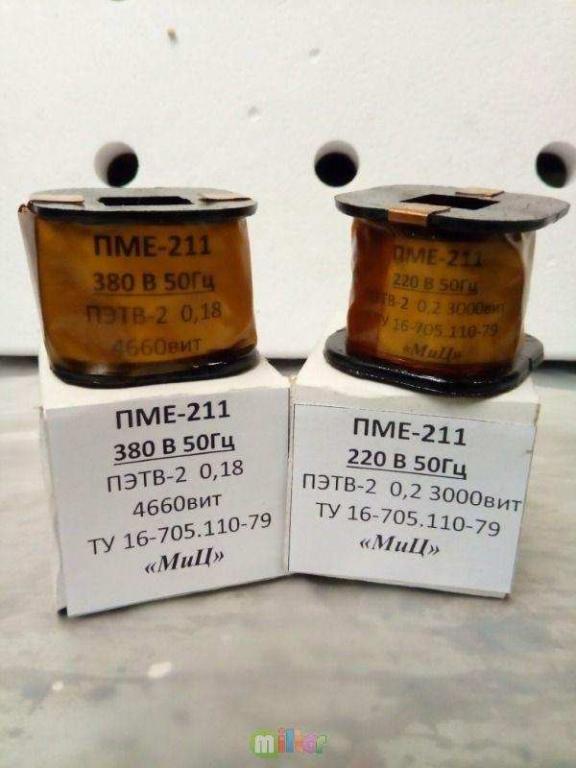 ПМЕ-211
380 В 50Гц
ПЭТВ-2 0,18
4660вит
ПМЕ-211
220 В 50Гц
ПЭТВ-2 0,2 3000вит
ТУ 16-705.110-79
«МиЦ»
ПМЕ-211
380 В 50Гц
ПЭТВ-2 0,18
4660вит
ТУ 16-705.110-79
«МиЦ»
ПМЕ-211
220 В 50Гц
ПЭТВ-2 0,2 3000вит
ТУ 16-705.110-79
«МиЦ»